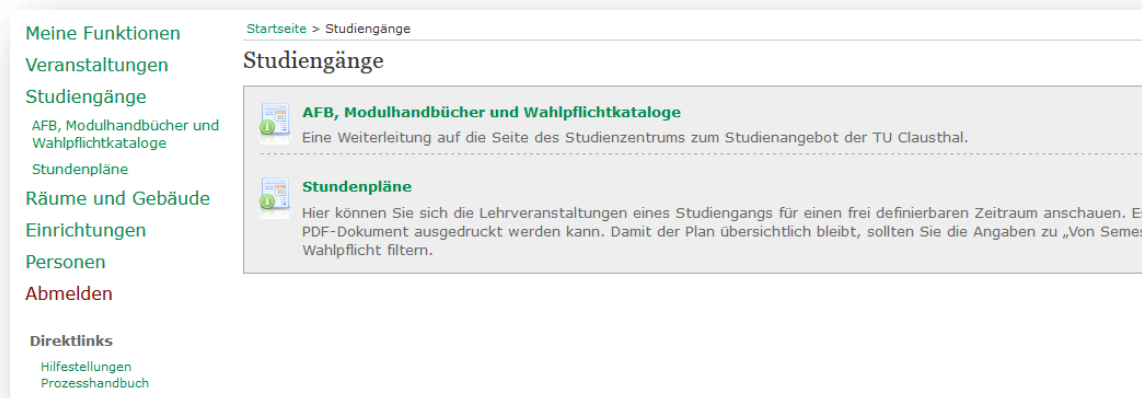 Meine Funktionen
Veranstaltungen
Studiengänge
AFB, Modulhandbücher und
Wahlpflichtkataloge
Stundenpläne
Räume und Gebäude
Einrichtungen
Personen
Abmelden
Direktlinks
Hilfestellungen
Prozesshandbuch
Startseite > Studiengänge
Studiengänge
AFB, Modulhandbücher und Wahlpflichtkataloge
Eine Weiterleitung auf die Seite des Studienzentrums zum Studienangebot der TU Clausthal.
Stundenpläne
Hier können Sie sich die Lehrveranstaltungen eines Studiengangs für einen frei definierbaren Zeitraum anschauen.
PDF-Dokument ausgedruckt werden kann. Damit der Plan übersichtlich bleibt, sollten Sie die Angaben zu „Von
Wahlpflicht filtern.